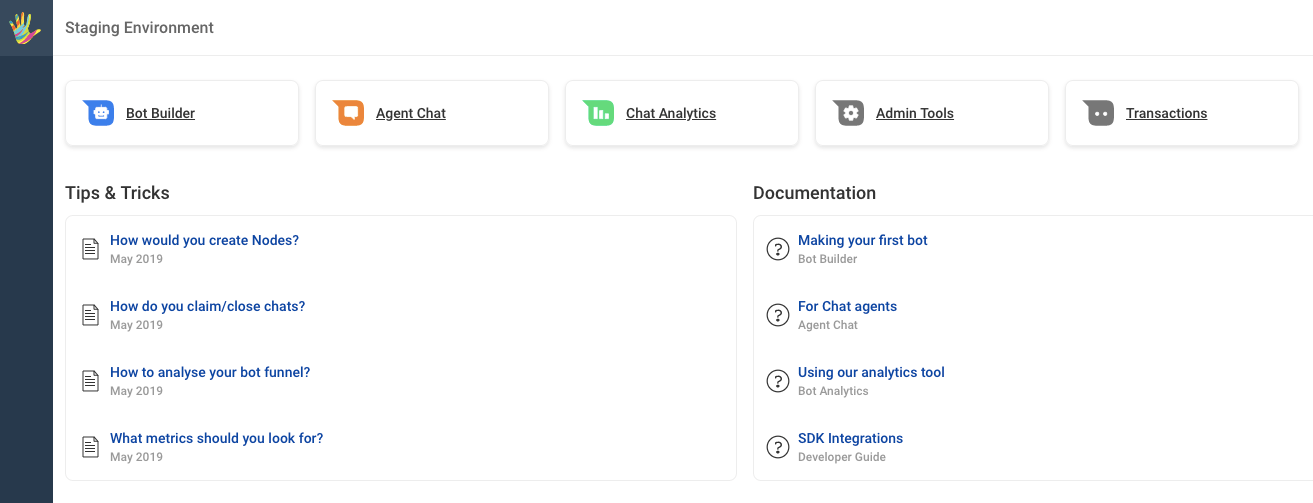 Staging Environment
Bot Builder
Agent Chat
Chat Analytics
Admin Tools
Transactions
Tips & Tricks
How would you create Nodes?
May 2019
How do you claim/close chats?
May 2019
How to analyse your bot funnel?
May 2019
What metrics should you look for?
May 2019
Documentation
Making your first bot
Bot Builder
For Chat agents
Agent Chat
Using our analytics tool
Bot Analytics
SDK Integrations
Developer Guide